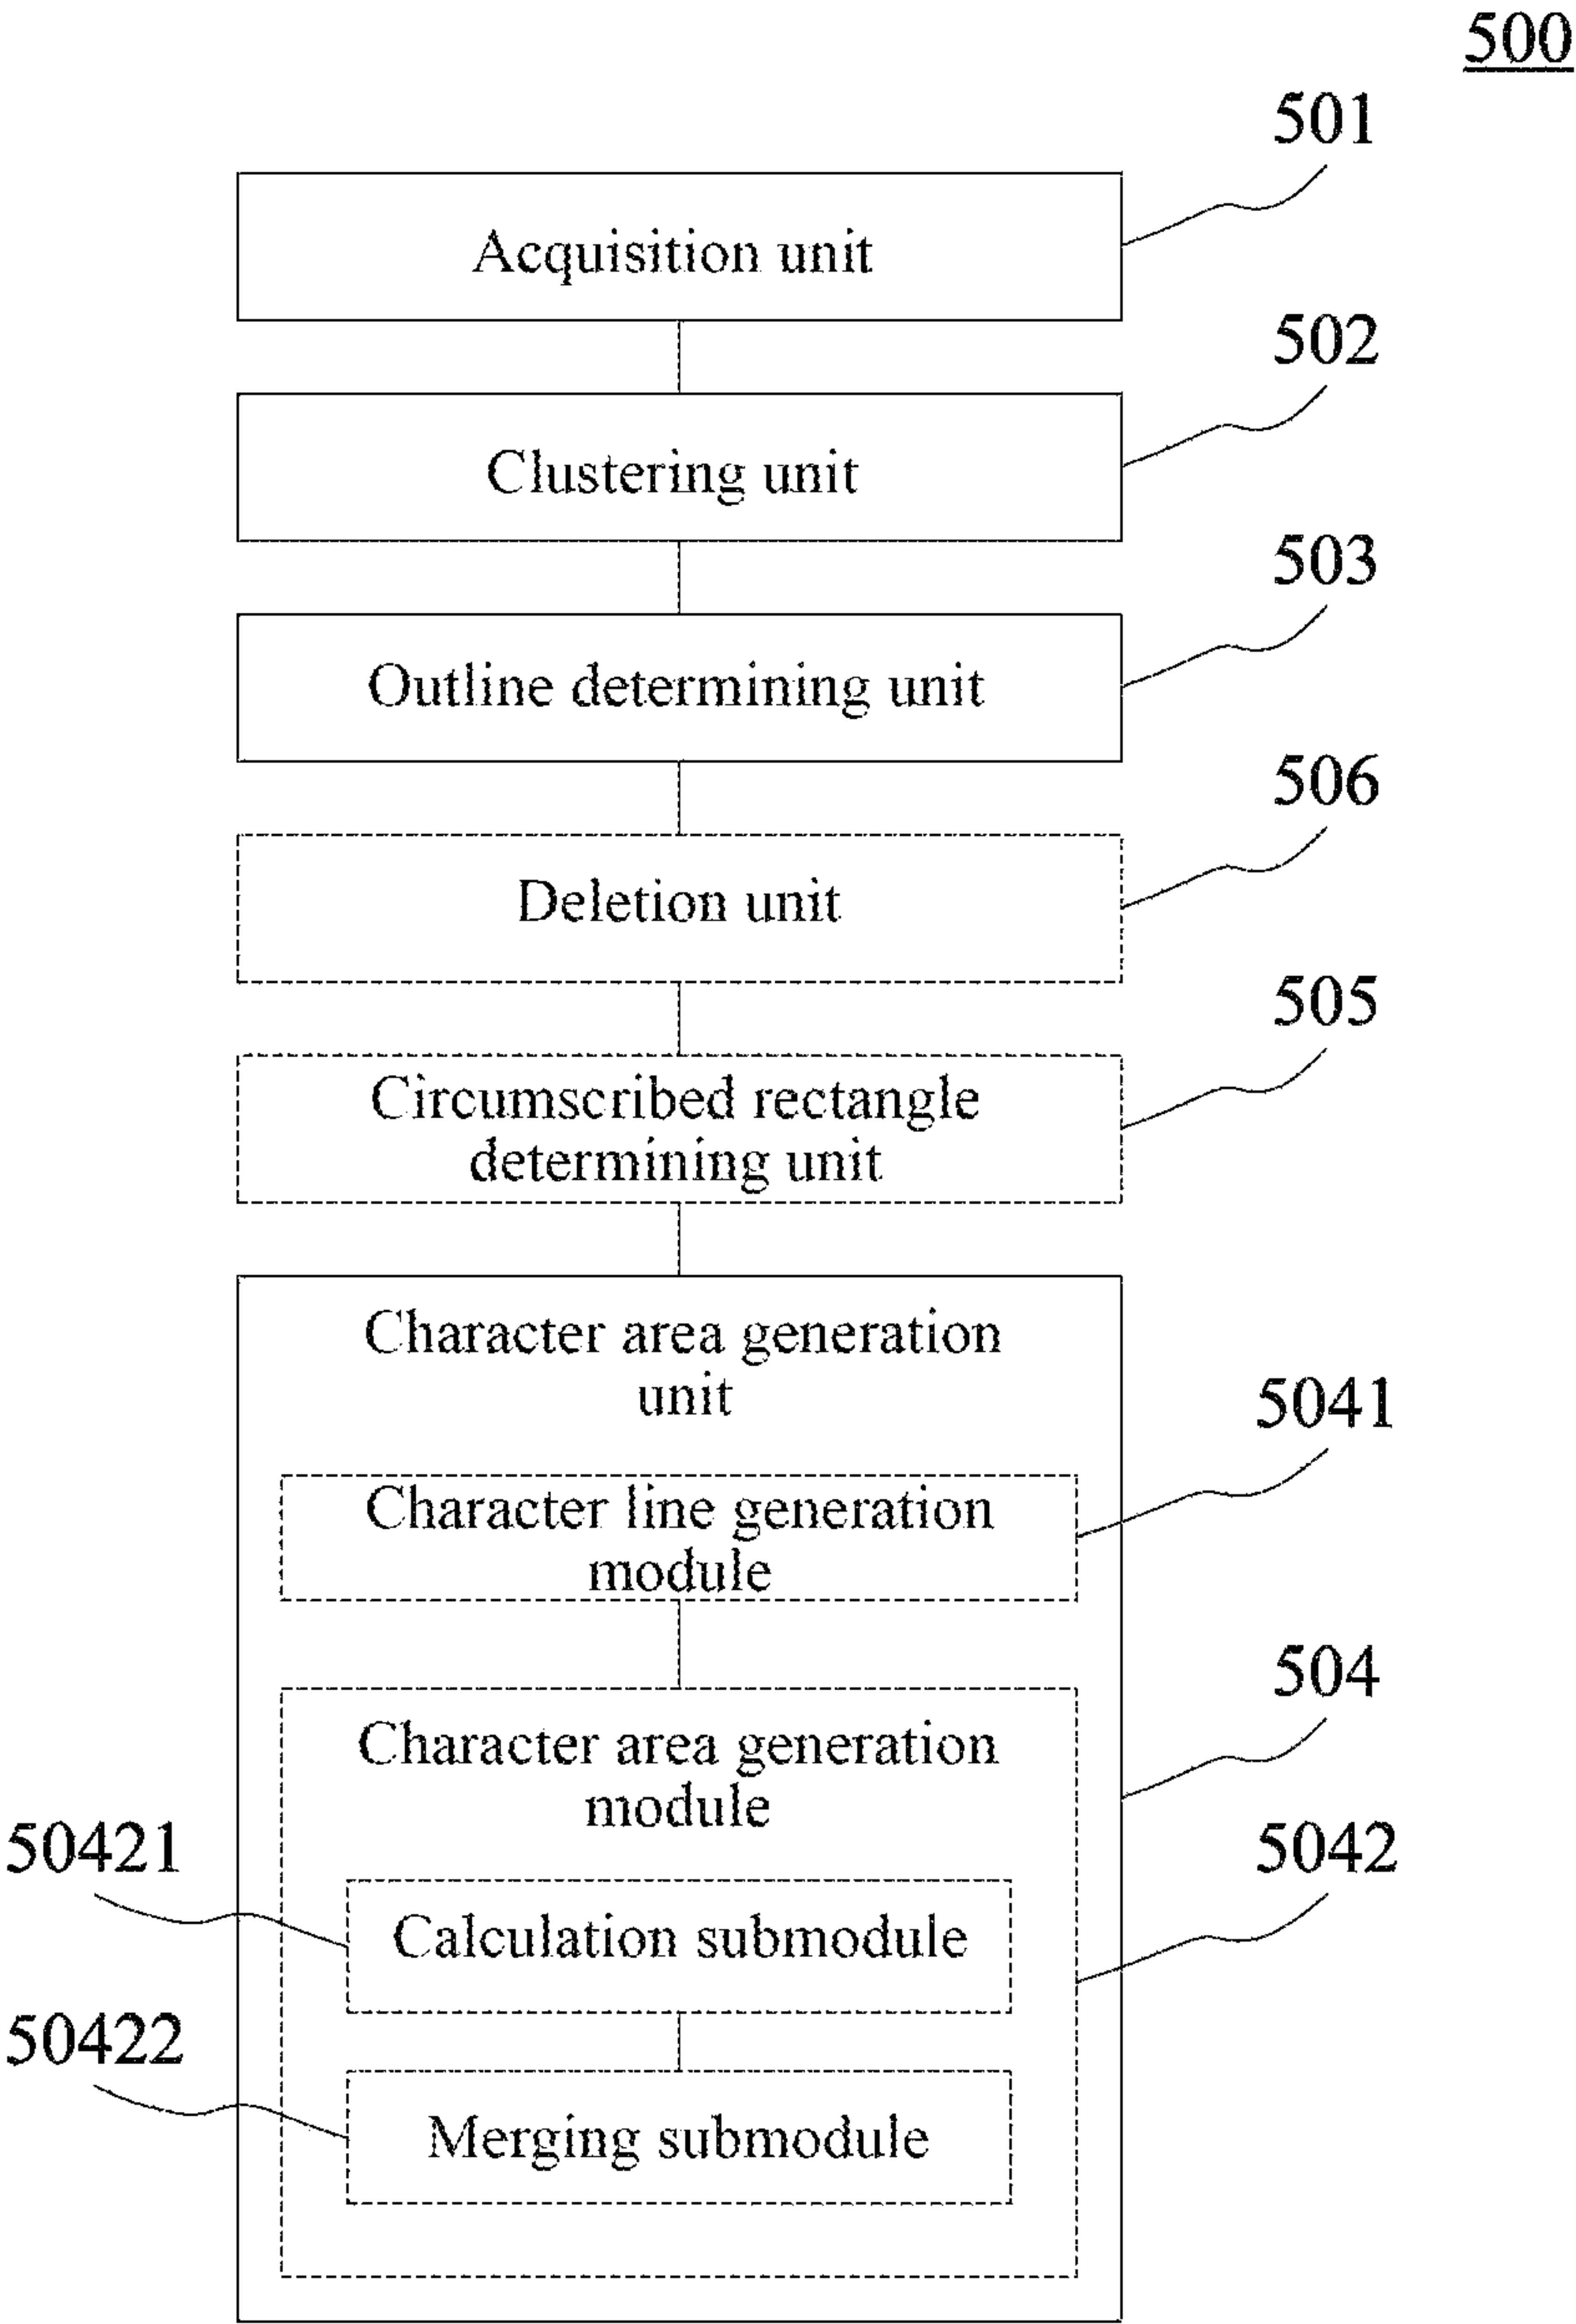 500
501
Acquisition unit
502
Clustering unit
503
Outline determining unit
506
Deletion unit
505
Circumscribed rectangle
determining unit
Character area generation
unit
5041
Character line generation
module
504
Character area generation
module
50421
5042
Calculation submodule
50422
Merging submodule